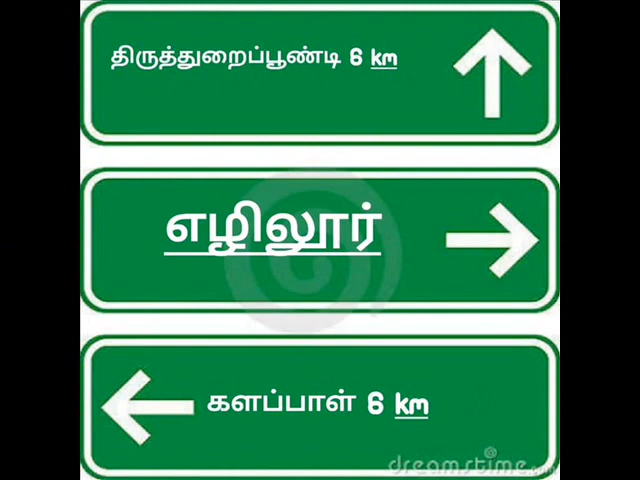 திருத்துறைப்பூண்டி 6 km
எழிலூர்
களப்பாள் 6 km
dreamstime.com